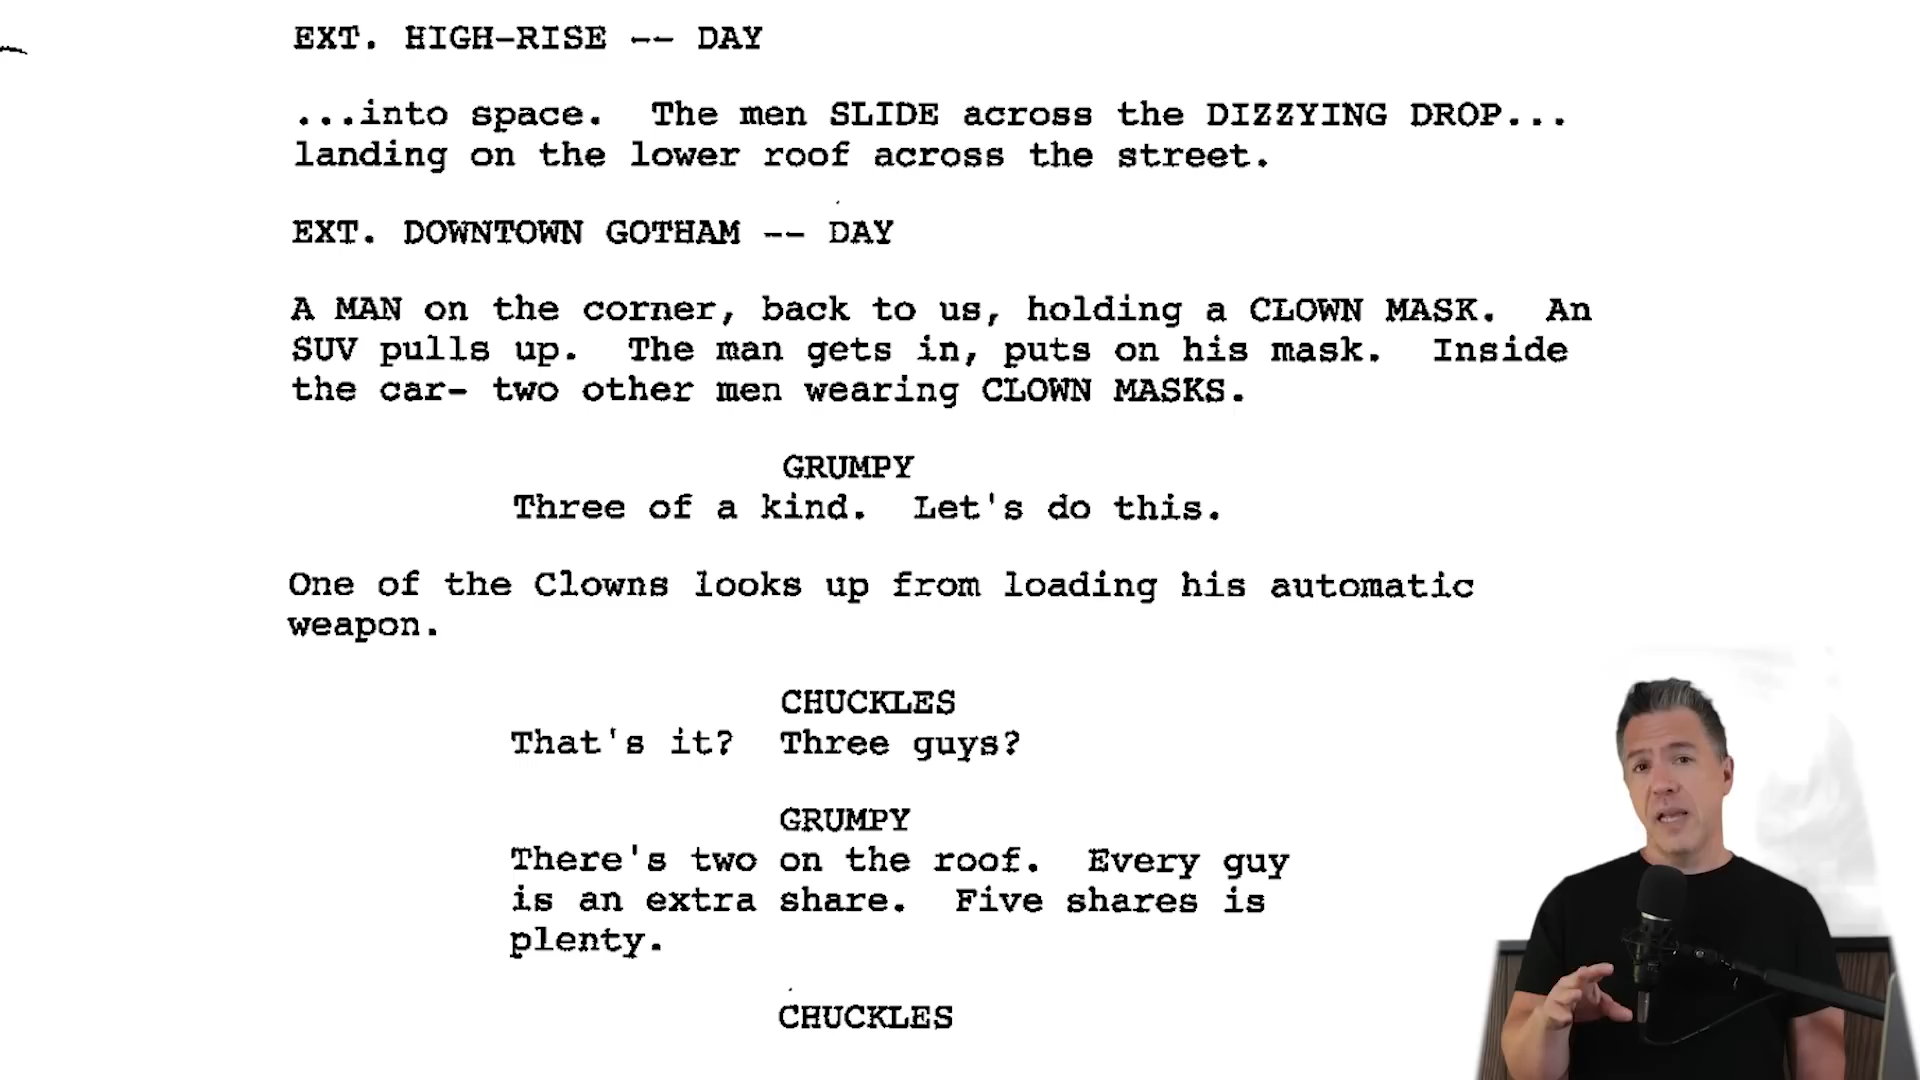 EXT. HIGH-RISE -- DAY
...into space. The men SLIDE across the DIZZYING DROP...
landing on the lower roof across the street.
EXT. DOWNTOWN GOTHAM -- DAY
A MAN on the corner, back to us, holding a CLOWN MASK. An
SUV pulls up. The man gets in, puts on his mask. Inside
the car- two other men wearing CLOWN MASKS.
GRUMPY
Three of a kind. Let's do this.
One of the Clowns looks up from loading his automatic
weapon.
CHUCKLES
That's it? Three guys?
GRUMPY
There's two on the roof. Every guy
is an extra share. Five shares is
plenty.
CHUCKLES